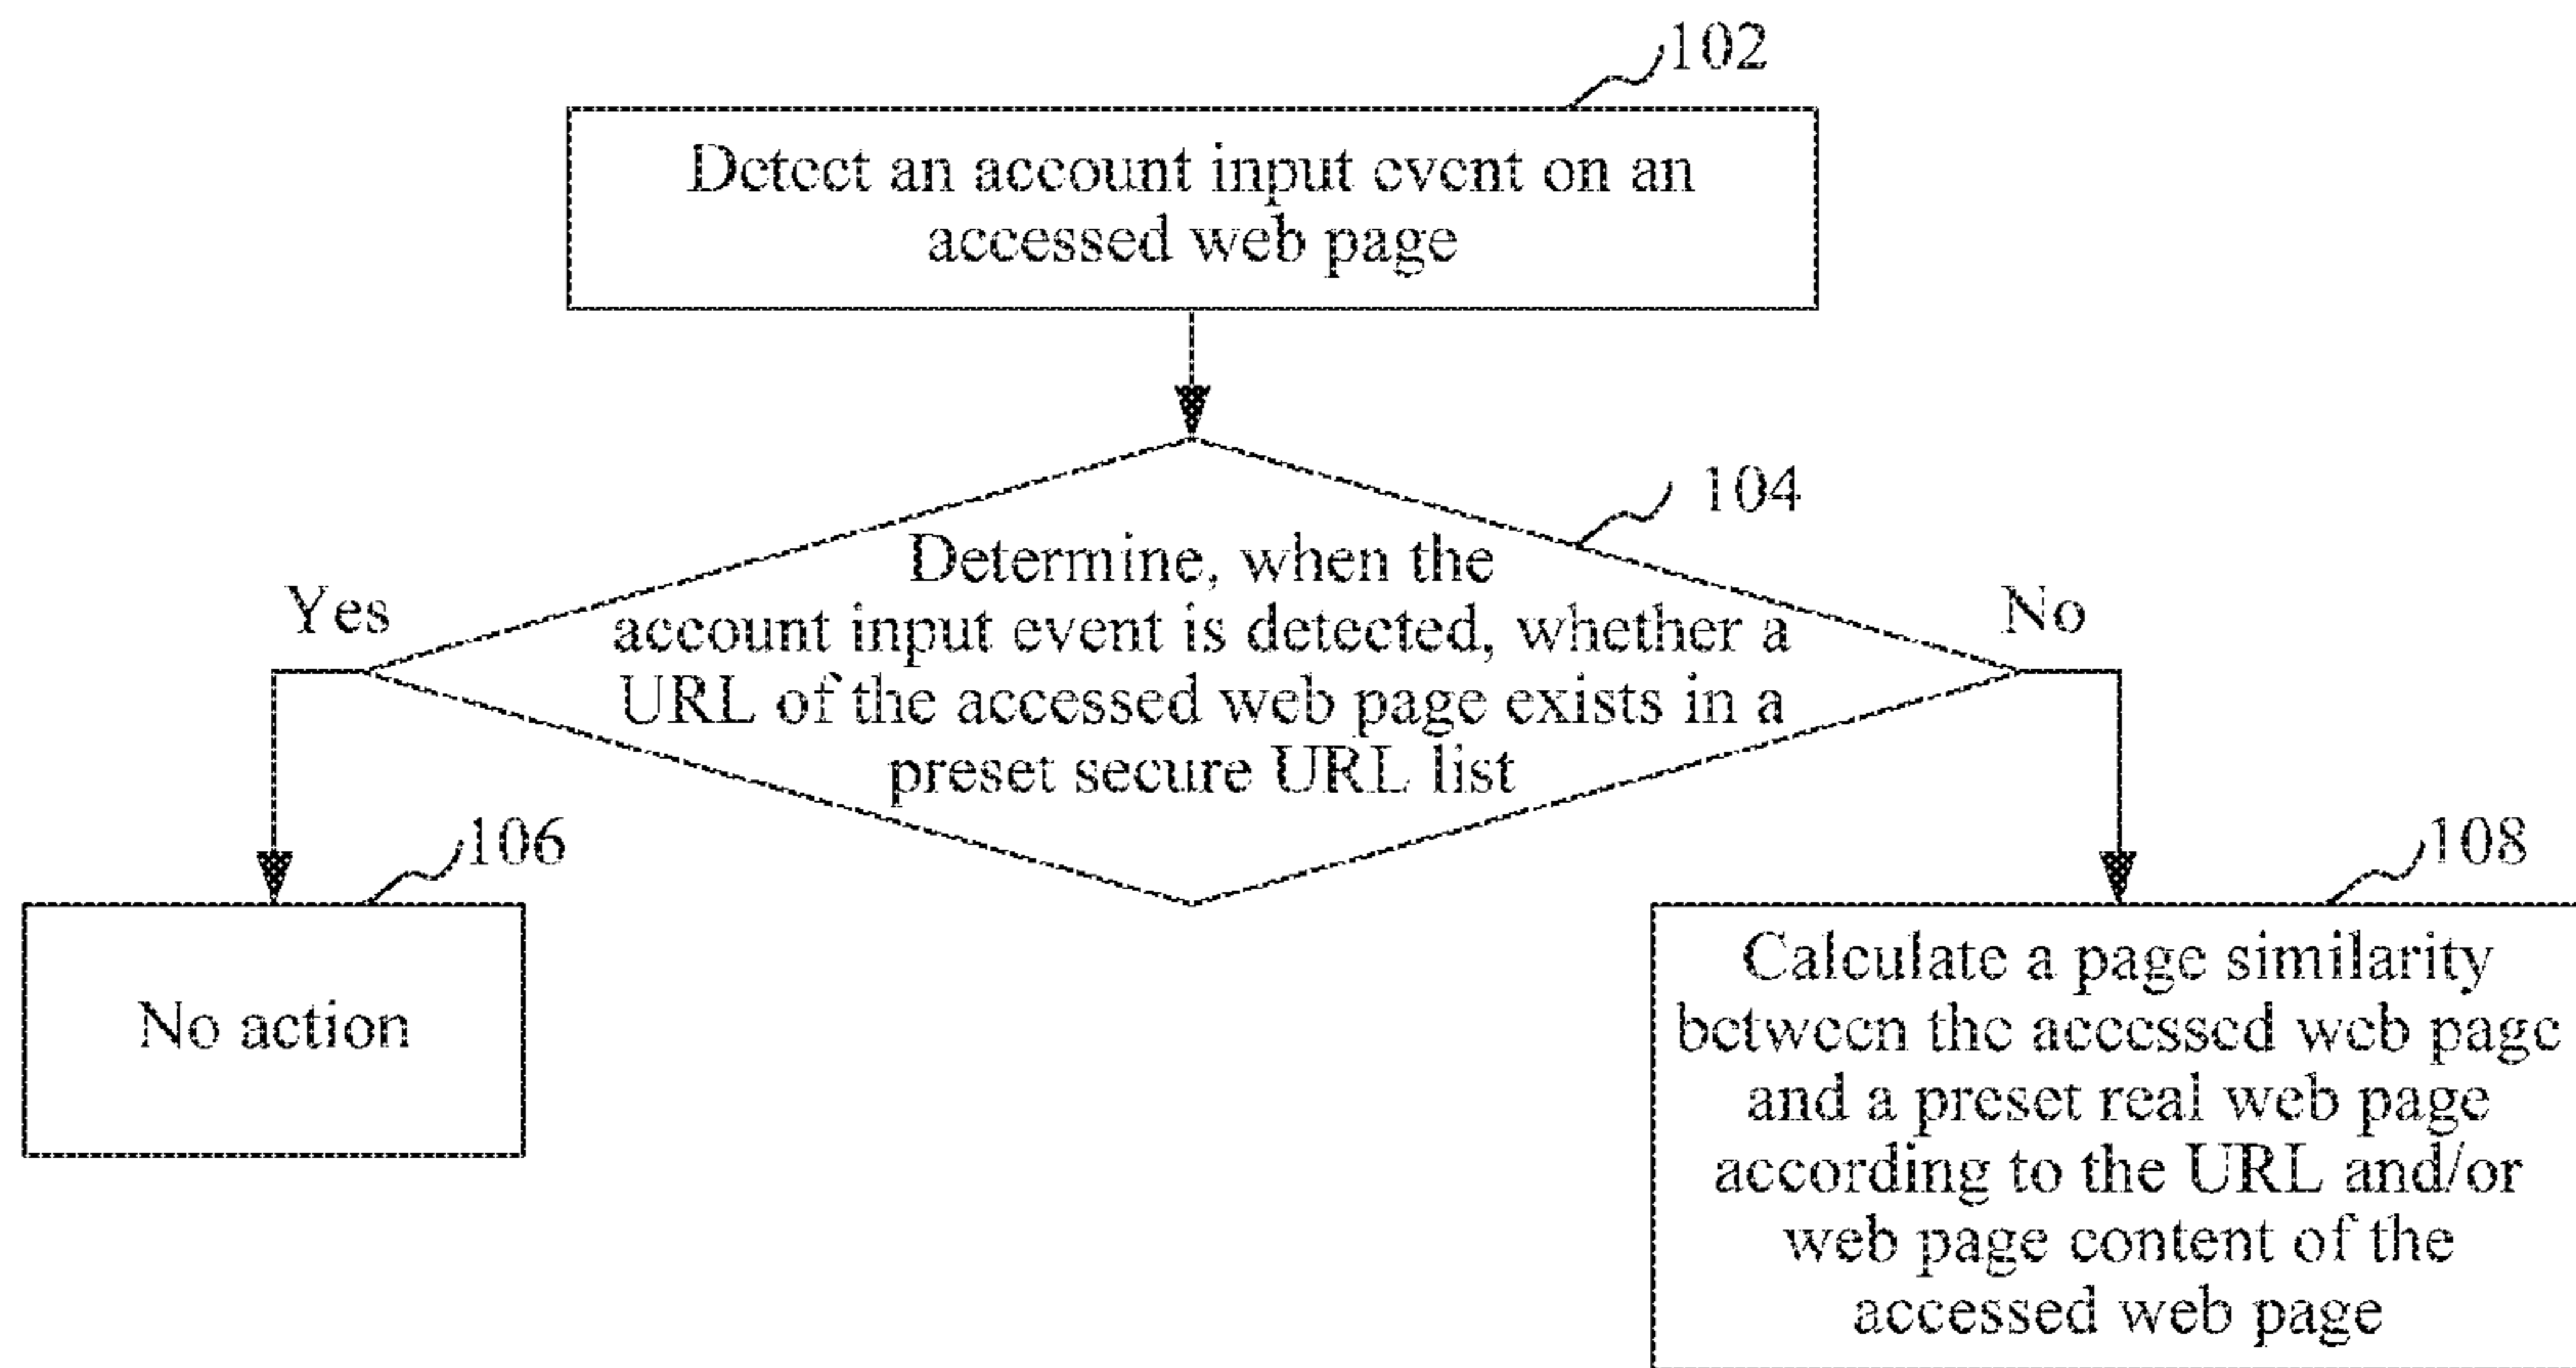 102
Detect an account input event on an
accessed web page
104
Determine, when the
account input event is detected, whether a
URL of the accessed web page exists in a
preset secure URL list
Yes
No
106
No action
108
Calculate a page similarity
between the accessed web page
and a preset real web page
according to the URL and/or
web page content of the
accessed web page